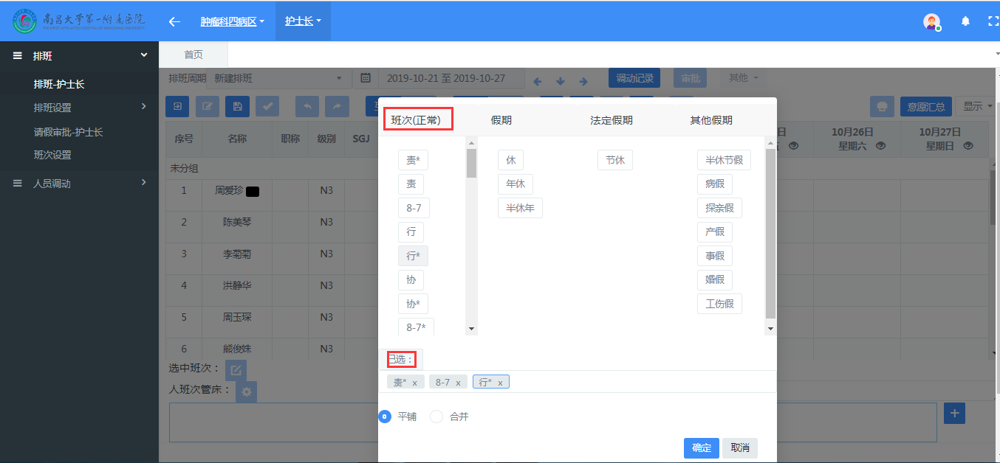 南昌大学第一附属医院
肿瘤科四病区
护士长
排班
首页
排班-护士长
排班设置
请假审批-护士长
班次设置
人员调动
排班周期 新建排班 2019-10-21 至 2019-10-27 调动记录 审批 其他
意愿汇总 显示
序号 名称 职称 级别 SGJ 日 10月26日 10月27日
星期六 星期日
未分组
1 周爱珍 N3
2 陈美琴 N3
3 李菊菊 N3
4 洪静华 N3
5 周玉琛 N3
6 熊俊姝 N3
选中班次：
人班次管床：
班次(正常) 假期 法定假期 其他假期
责* 休 节休 半休节假
责 年休 病假
8-7 半休年 探亲假
行 产假
行* 事假
协 婚假
协* 工伤假
8-7*
已选：
责* x 8-7 x 行* x
平铺 合并
确定 取消